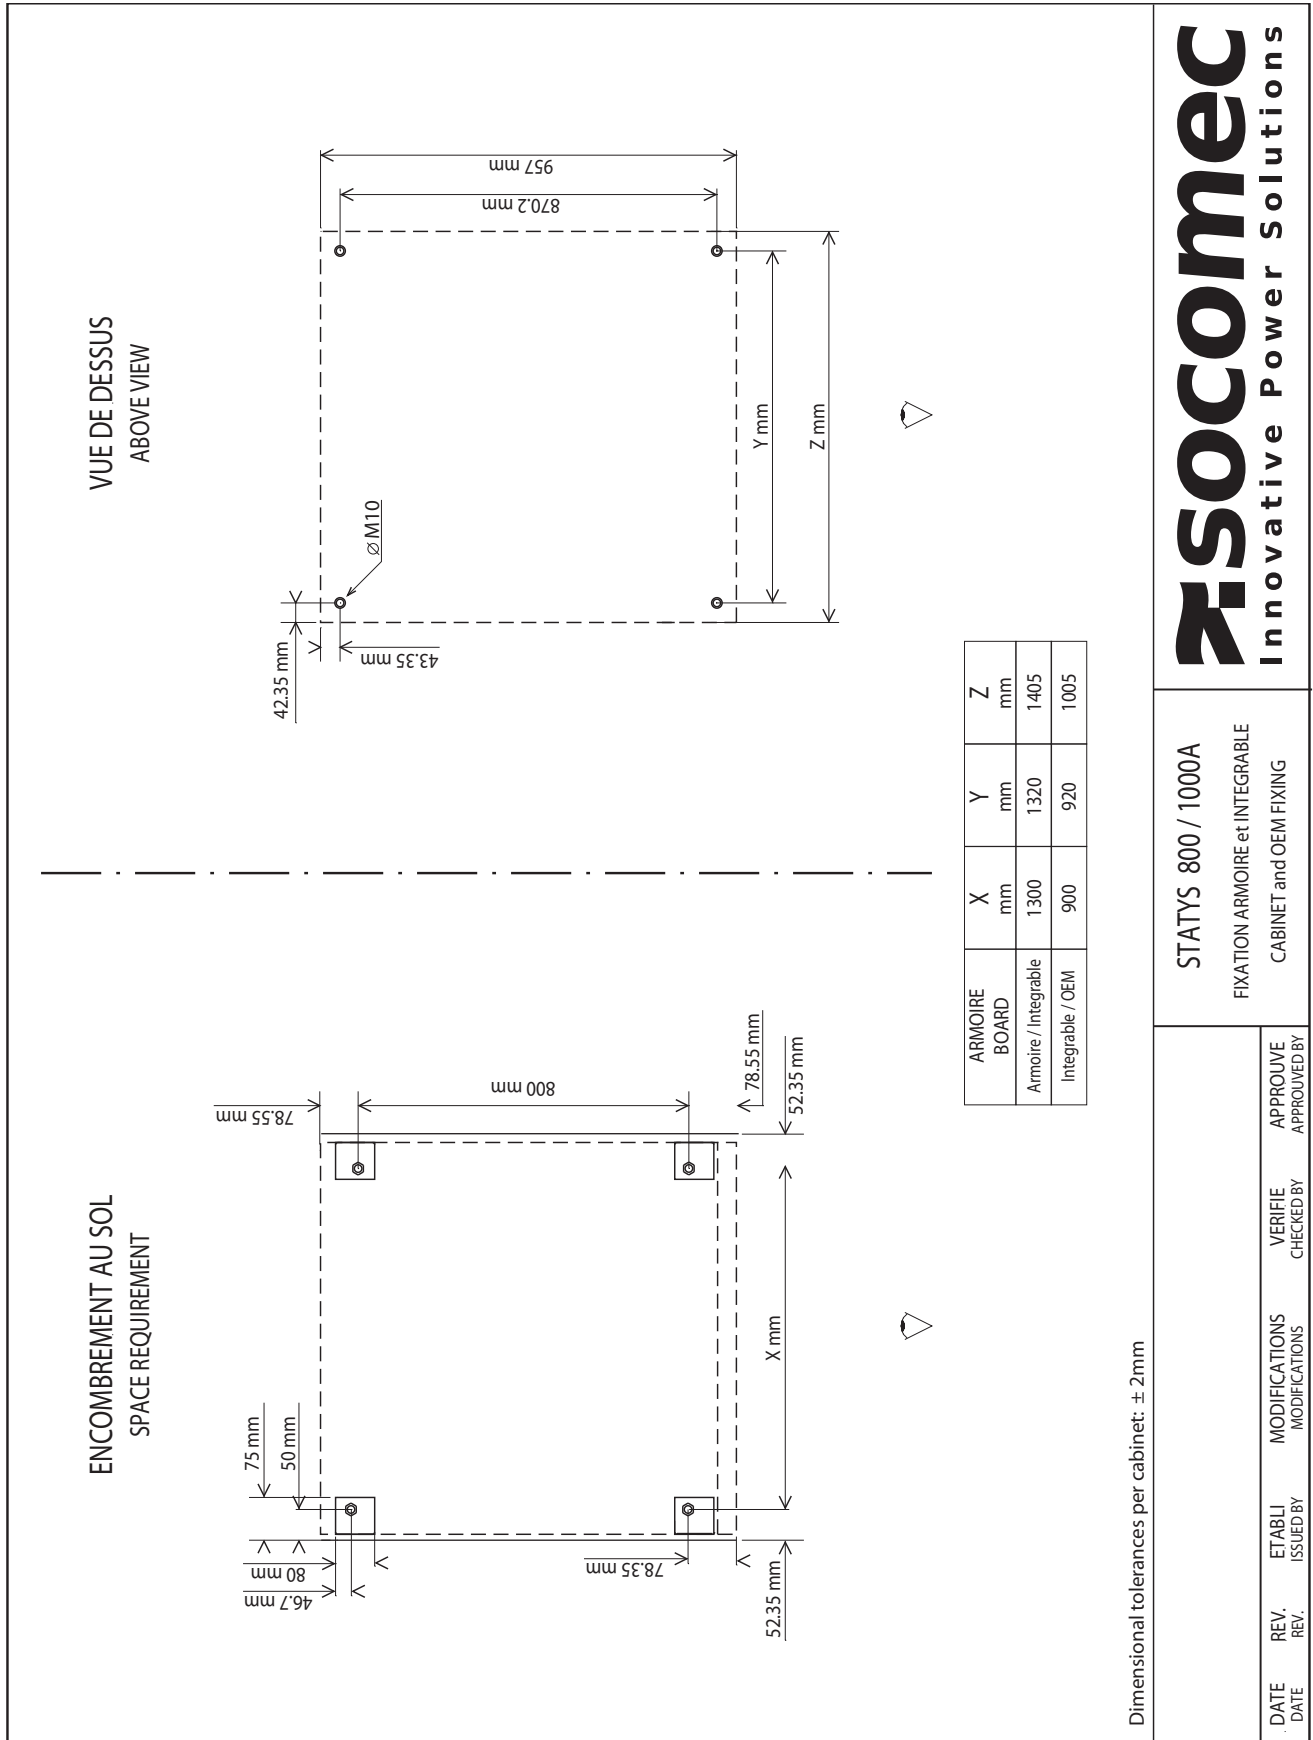 ENCOMBREMENT AU SOL
SPACE REQUIREMENT
75 mm
50 mm
80 mm
46.7 mm
78.55 mm
800 mm
78.55 mm
52.35 mm
X mm
78.35 mm
52.35 mm
VUE DE DESSUS
ABOVE VIEW
42.35 mm
43.35 mm
∅ M10
957 mm
870.2 mm
Y mm
Z mm
ARMOIRE
BOARD
X
mm
Y
mm
Z
mm
Armoire / Integrable 1300 1320 1405
Integrable / OEM 900 920 1005
Dimensional tolerances per cabinet: ± 2mm
DATE REV. ETABLI MODIFICATIONS VERIFIE APPROUVE
DATE REV. ISSUED BY MODIFICATIONS CHECKED BY APPROUVED BY
STATYS 800 / 1000A
FIXATION ARMOIRE et INTEGRABLE
CABINET and OEM FIXING
socomec
Innovative Power Solutions